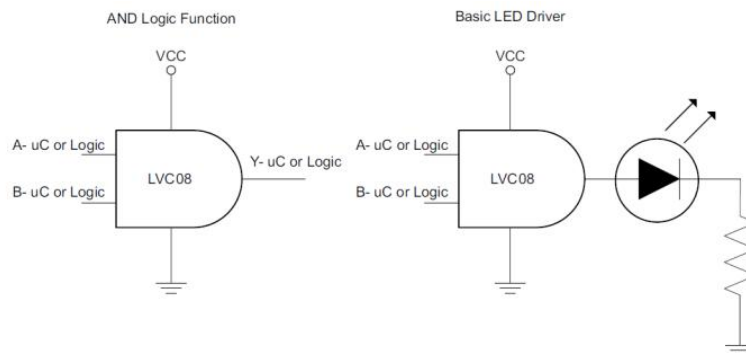 AND Logic Function
VCC
A- uC or Logic
B- uC or Logic
LVC08
Y- uC or Logic
Basic LED Driver
VCC
A- uC or Logic
B- uC or Logic
LVC08